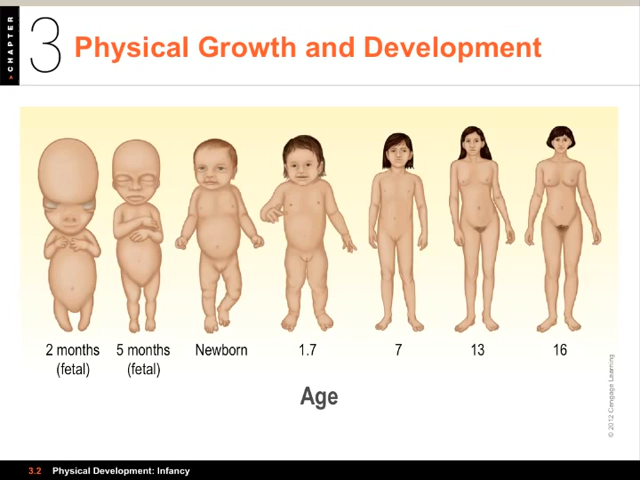 CHAPTER
3
Physical Growth and Development
2 months
(fetal)
5 months
(fetal)
Newborn
1.7
7
13
16
Age
© 2012 Cengage Learning
3.2 Physical Development: Infancy